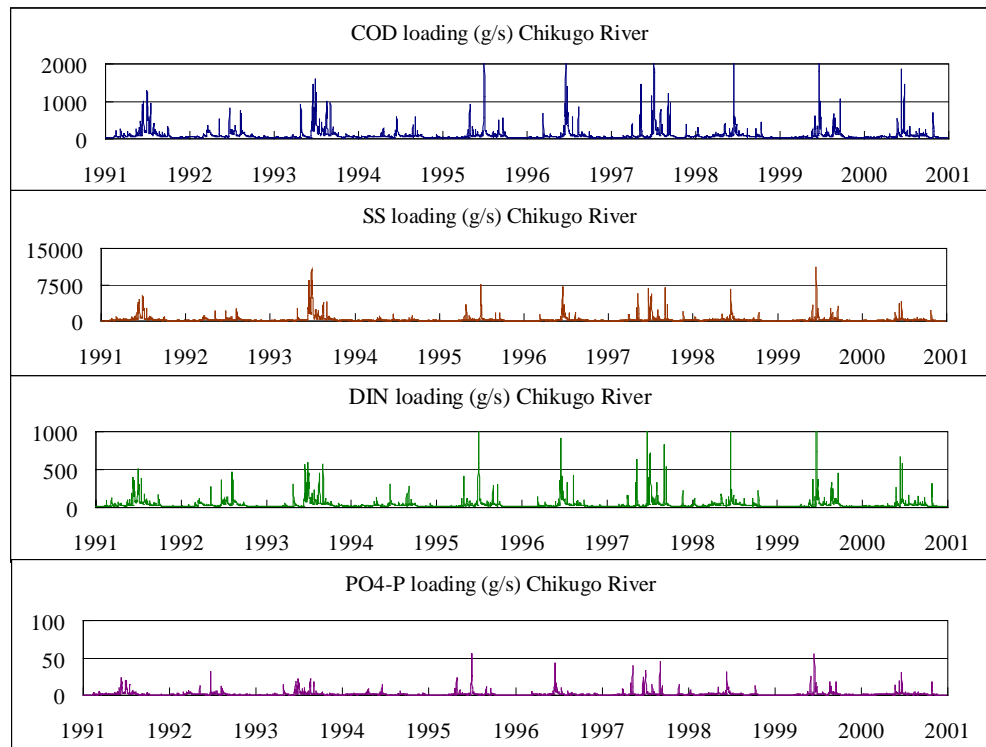 COD loading (g/s) Chikugo River
2000
1000
0
1991 1992 1993 1994 1995 1996 1997 1998 1999 2000 2001
SS loading (g/s) Chikugo River
15000
7500
0
1991 1992 1993 1994 1995 1996 1997 1998 1999 2000 2001
DIN loading (g/s) Chikugo River
1000
500
0
1991 1992 1993 1994 1995 1996 1997 1998 1999 2000 2001
PO4-P loading (g/s) Chikugo River
100
50
0
1991 1992 1993 1994 1995 1996 1997 1998 1999 2000 2001